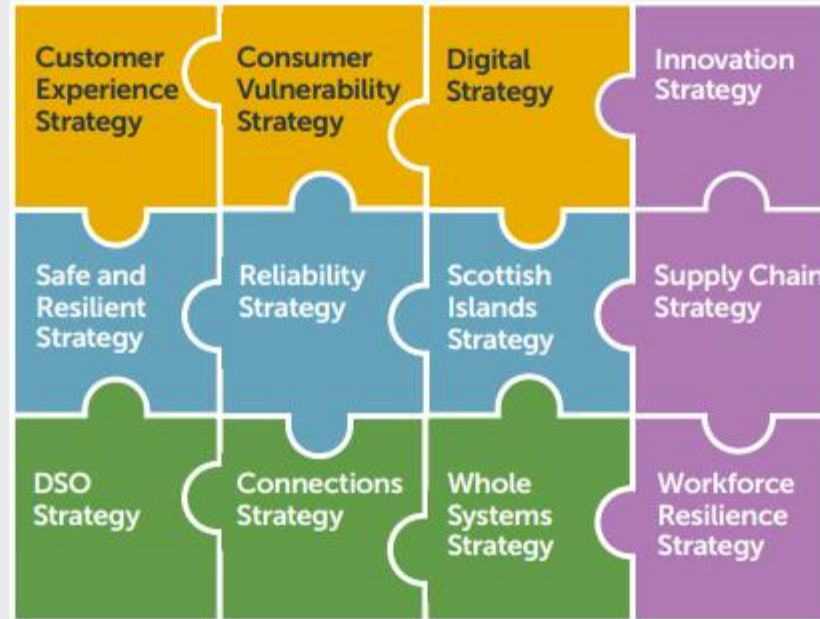 Customer
Experience
Strategy
Consumer
Vulnerability
Strategy
Digital
Strategy
Innovation
Strategy
Safe and
Resilient
Strategy
Reliability
Strategy
Scottish
Islands
Strategy
Supply Chain
Strategy
DSO
Strategy
Connections
Strategy
Whole
Systems
Strategy
Workforce
Resilience
Strategy